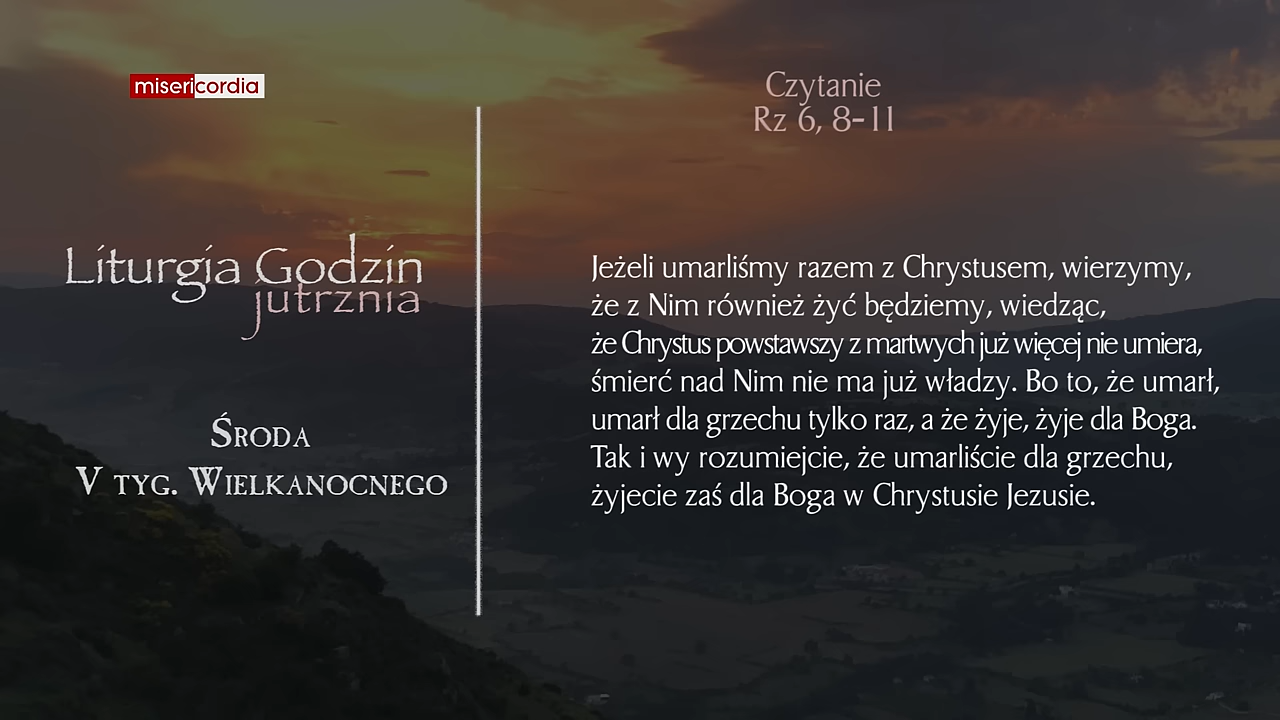 misericordia
Liturgia Godzin
jutrznia
Środa
V tyg. Wielkanocnego
Czytanie
Rz 6, 8-11
Jeżeli umarliśmy razem z Chrystusem, wierzymy,
że z Nim również żyć będziemy, wiedząc,
że Chrystus powstawszy z martwych już więcej nie umiera,
śmierć nad Nim nie ma już władzy. Bo to, że umarł,
umarł dla grzechu tylko raz, a że żyje, żyje dla Boga.
Tak i wy rozumiejcie, że umarliście dla grzechu,
żyjecie zaś dla Boga w Chrystusie Jezusie.